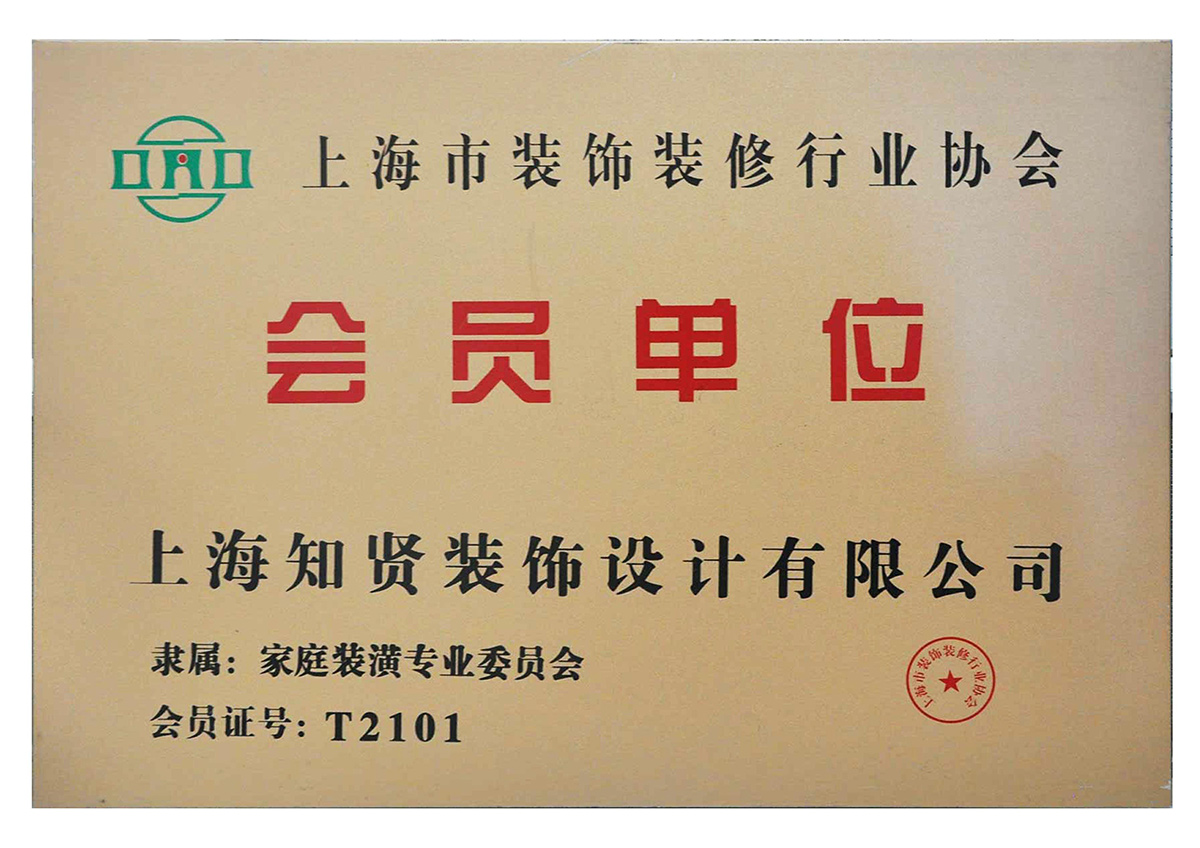 上海市装饰装修行业协会
会员单位
上海知贤装饰设计有限公司
隶属：家庭装潢专业委员会
会员证号：T2101
上海市装饰装修行业协会